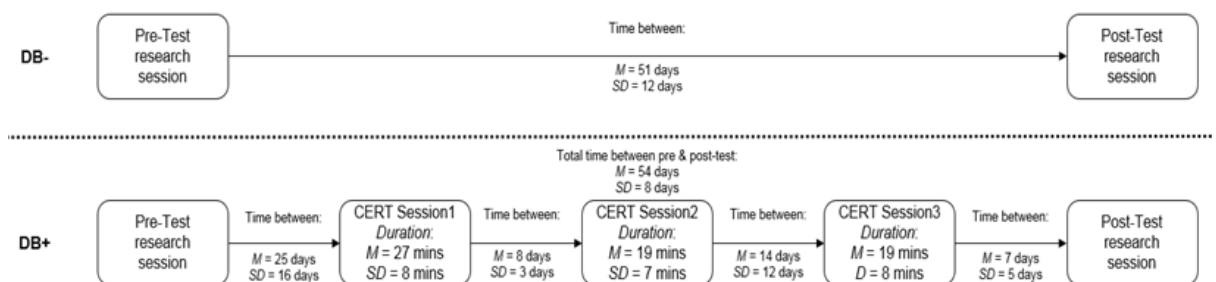 DB-
Pre-Test
research
session
Time between:
M = 51 days
SD = 12 days
Post-Test
research
session
Total time between pre & post-test:
M = 54 days
SD = 8 days
DB+
Pre-Test
research
session
Time between:
M = 25 days
SD = 16 days
CERT Session1
Duration:
M = 27 mins
SD = 8 mins
Time between:
M = 8 days
SD = 3 days
CERT Session2
Duration:
M = 19 mins
SD = 7 mins
Time between:
M = 14 days
SD = 12 days
CERT Session3
Duration:
M = 19 mins
D = 8 mins
Time between:
M = 7 days
SD = 5 days
Post-Test
research
session